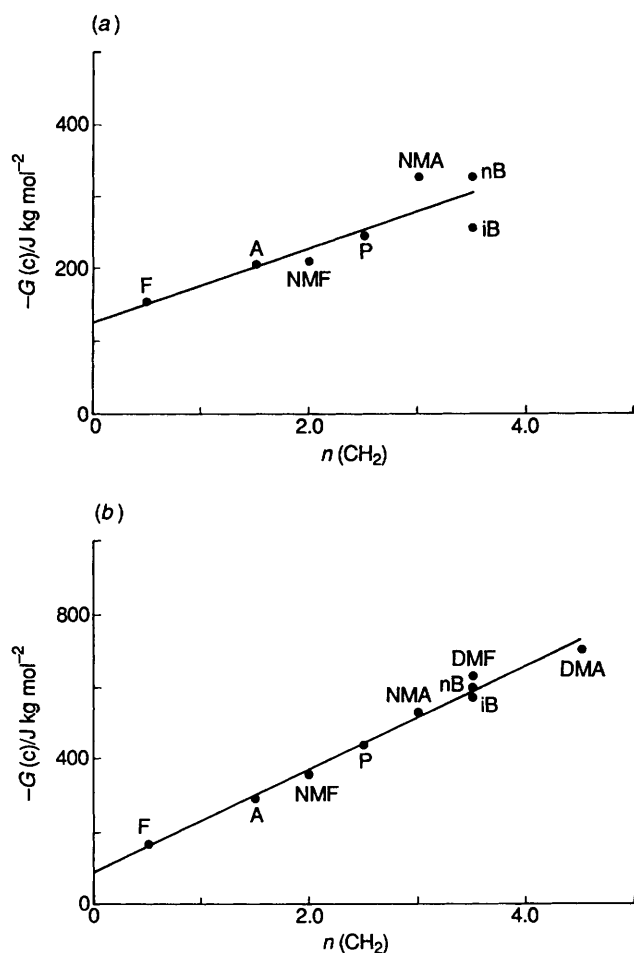 (a)
400
200
0
−G (c)/J kg mol⁻²
F
A
NMF
P
NMA
nB
iB
0
2.0
4.0
n (CH₂)
(b)
800
400
0
−G (c)/J kg mol⁻²
F
A
NMF
P
NMA
DMF
nB
iB
DMA
0
2.0
4.0
n (CH₂)